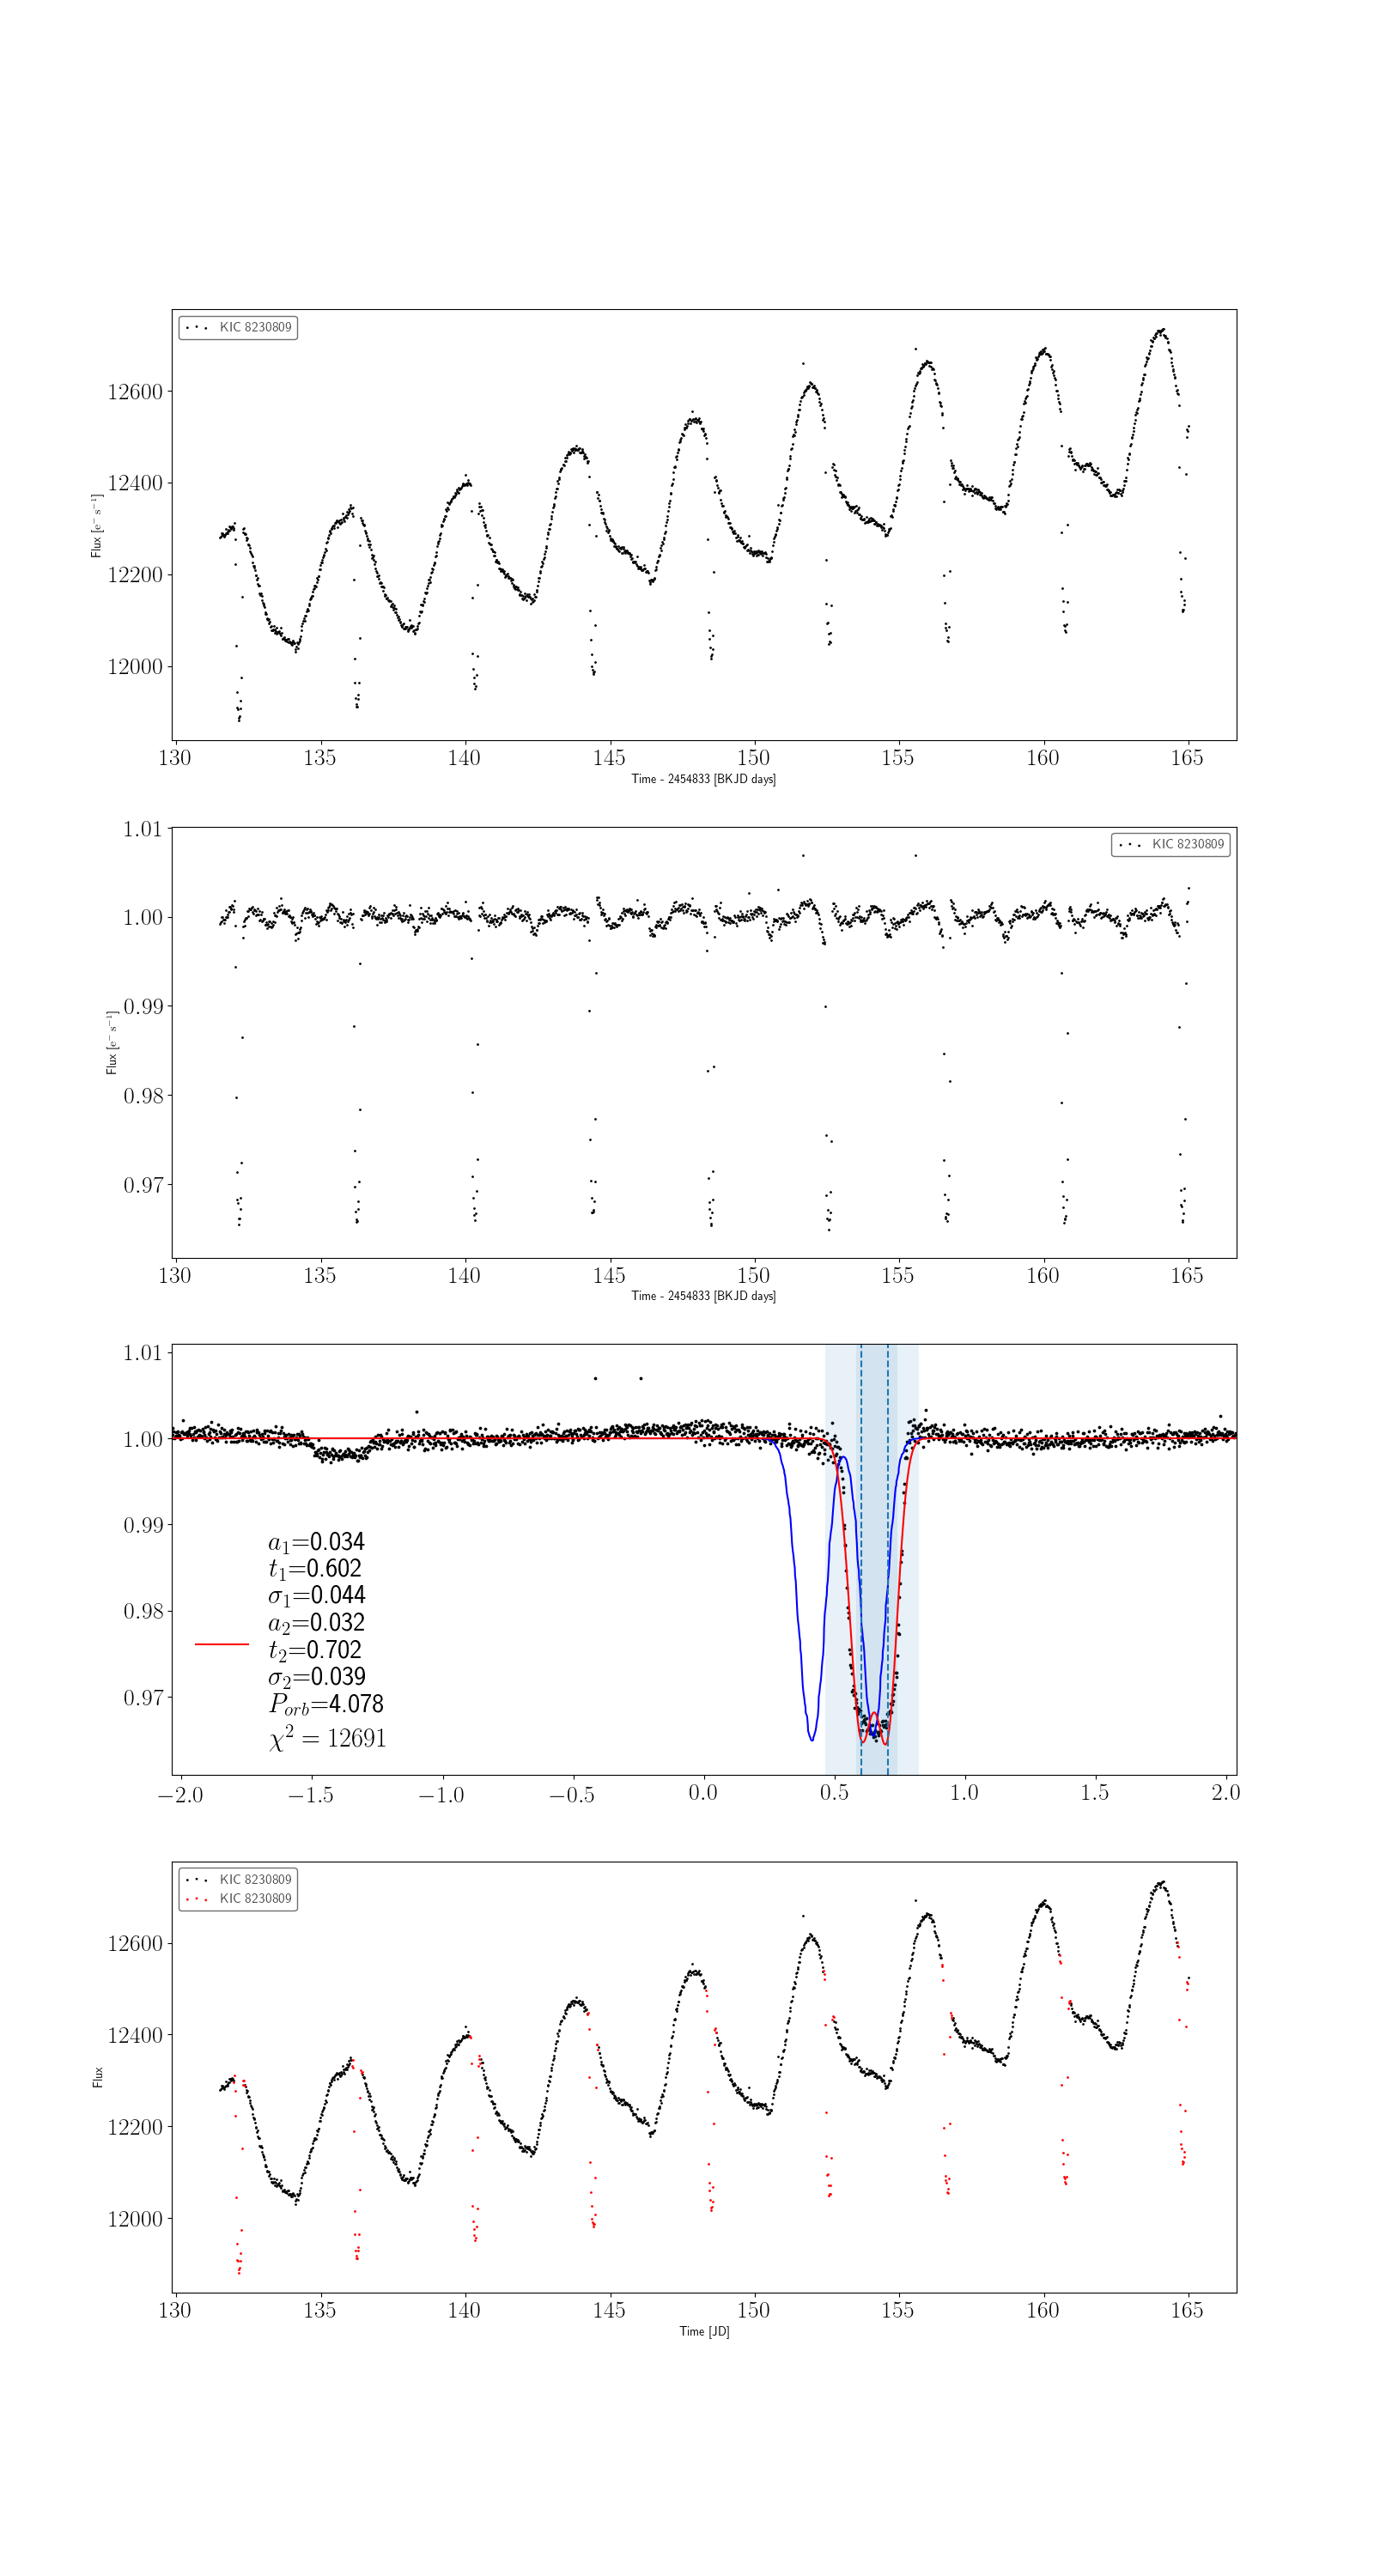 KIC 8230809
12600
12400
12200
12000
Flux [e⁻ s⁻¹]
130 135 140 145 150 155 160 165
Time - 2454833 [BKJD days]
KIC 8230809
1.01
1.00
0.99
0.98
0.97
Flux [e⁻ s⁻¹]
130 135 140 145 150 155 160 165
Time - 2454833 [BKJD days]
1.01
1.00
0.99
0.98
0.97
a₁=0.034
t₁=0.602
σ₁=0.044
a₂=0.032
t₂=0.702
σ₂=0.039
Pₒᵣb=4.078
χ² = 12691
−2.0 −1.5 −1.0 −0.5 0.0 0.5 1.0 1.5 2.0
KIC 8230809
KIC 8230809
12600
12400
12200
12000
Flux
130 135 140 145 150 155 160 165
Time [JD]